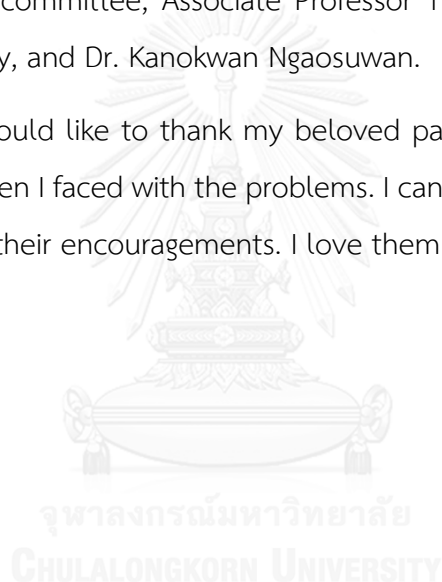 committee, Associate Professor T
y, and Dr. Kanokwan Ngaosuwan.
ould like to thank my beloved pa
en I faced with the problems. I can
their encouragements. I love them
จุฬาลงกรณ์มหาวิทยาลัย
CHULALONGKORN UNIVERSITY